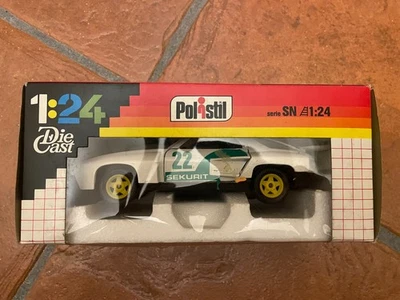 1:24
Die
Cast
Polistil
serie SN 1:24
22
SEKURIT